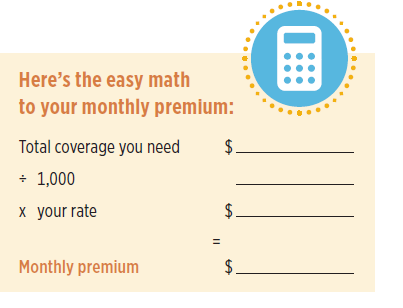 Here's the easy math
to your monthly premium:
Total coverage you need $
÷ 1,000
x your rate $
=
Monthly premium $